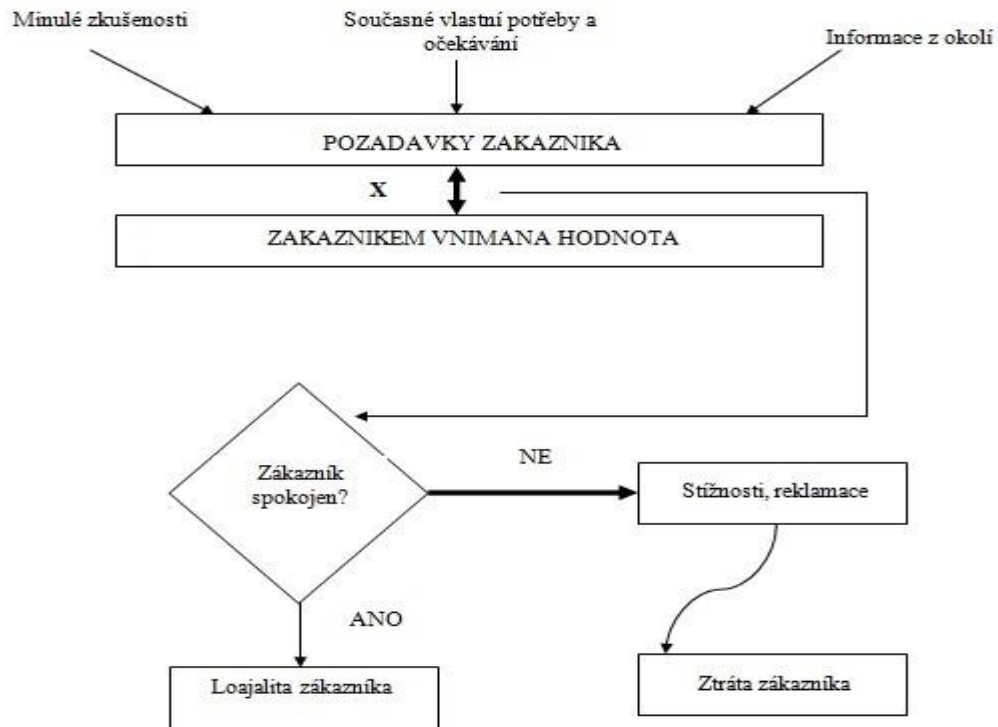 Minulé zkušenosti
Současné vlastní potřeby a
očekávání
Informace z okolí
POZADAVKY ZAKAZNIKA
X
ZAKAZNIKEM VNIMANA HODNOTA
Zákazník
spokojen?
NE
Stížnosti, reklamace
ANO
Loajalita zákazníka
Ztráta zákazníka